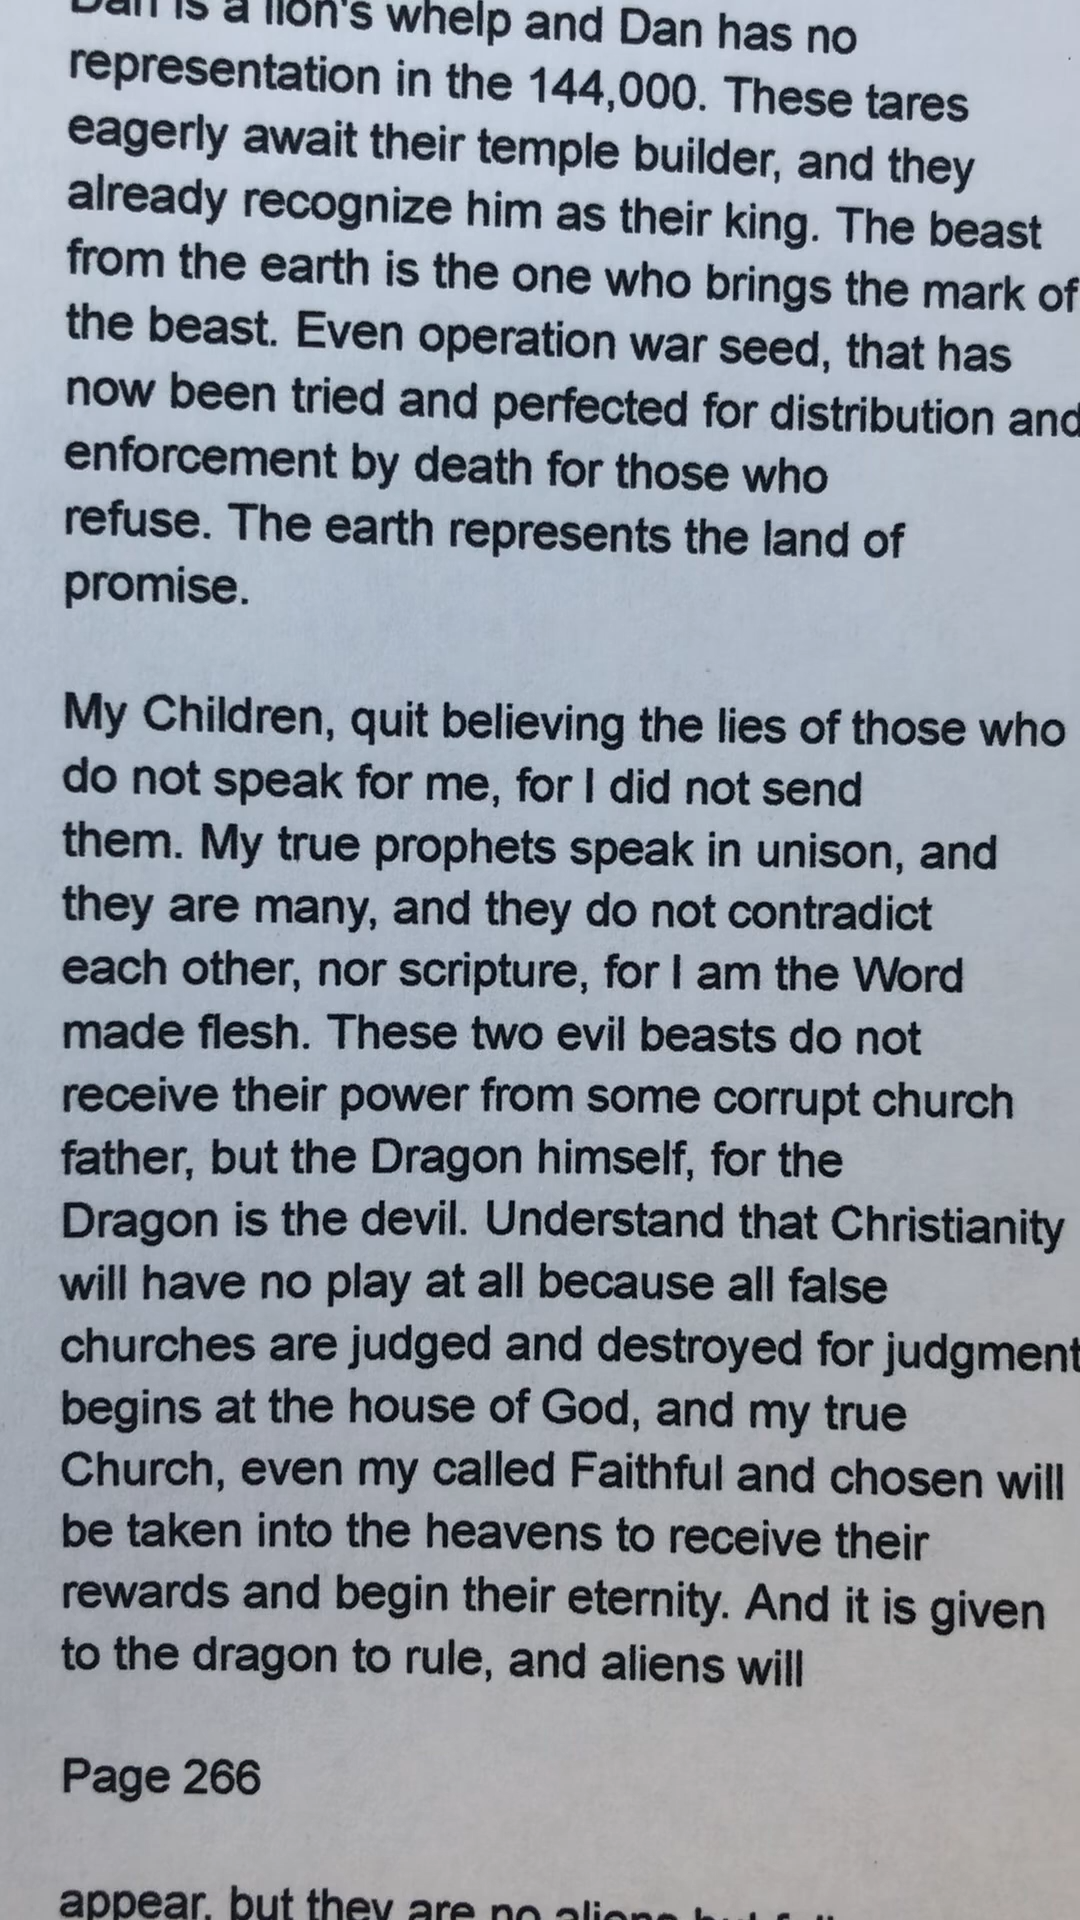 Dan is a lion's whelp and Dan has no
representation in the 144,000. These tares
eagerly await their temple builder, and they
already recognize him as their king. The beast
from the earth is the one who brings the mark of
the beast. Even operation war seed, that has
now been tried and perfected for distribution and
enforcement by death for those who
refuse. The earth represents the land of
promise.
My Children, quit believing the lies of those who
do not speak for me, for I did not send
them. My true prophets speak in unison, and
they are many, and they do not contradict
each other, nor scripture, for I am the Word
made flesh. These two evil beasts do not
receive their power from some corrupt church
father, but the Dragon himself, for the
Dragon is the devil. Understand that Christianity
will have no play at all because all false
churches are judged and destroyed for judgment
begins at the house of God, and my true
Church, even my called Faithful and chosen will
be taken into the heavens to receive their
rewards and begin their eternity. And it is given
to the dragon to rule, and aliens will
Page 266
appear, but they are no aliens but